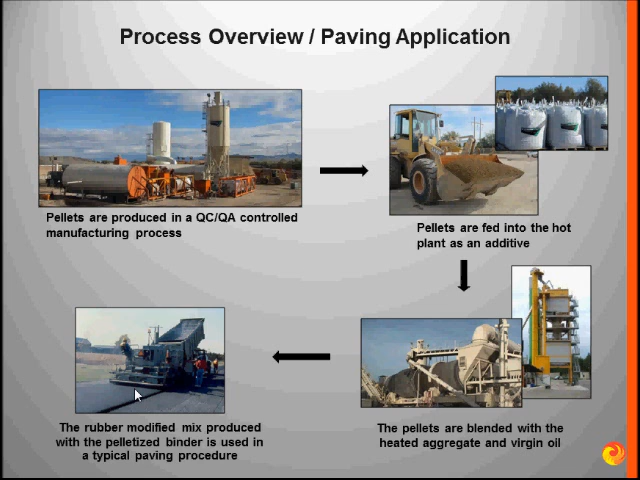 Process Overview / Paving Application
Pellets are produced in a QC/QA controlled
manufacturing process
Pellets are fed into the hot
plant as an additive
The pellets are blended with the
heated aggregate and virgin oil
The rubber modified mix produced
with the pelletized binder is used in
a typical paving procedure